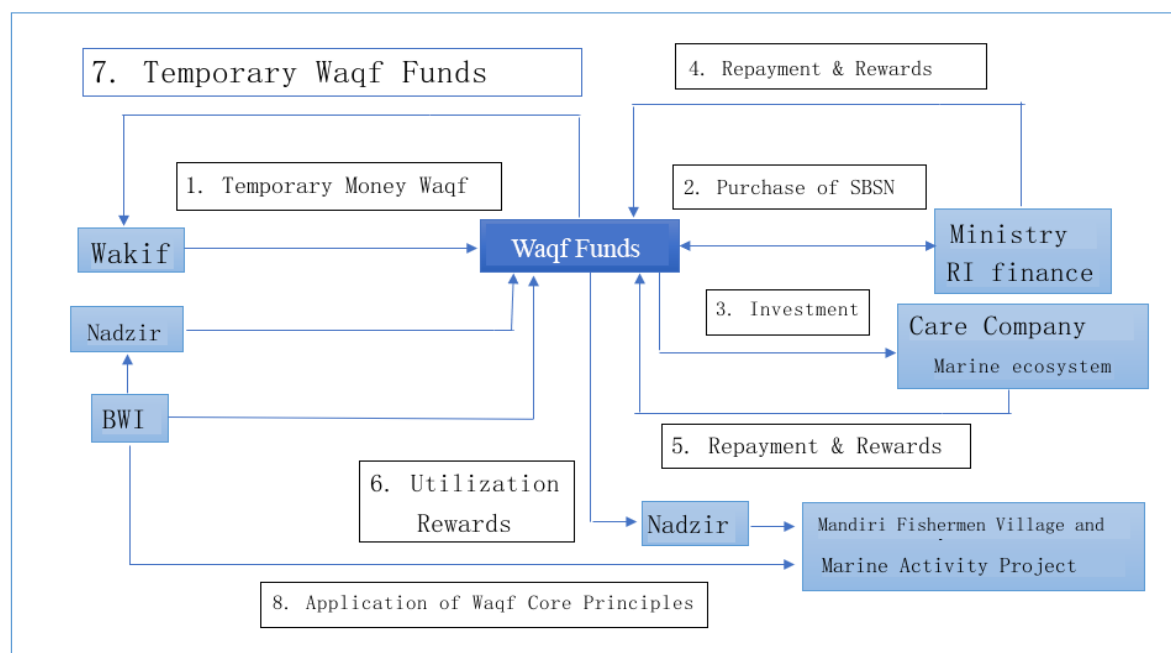 7. Temporary Waqf Funds
4. Repayment & Rewards
1. Temporary Money Waqf
2. Purchase of SBSN
Wakif
Waqf Funds
Ministry
RI finance
3. Investment
Nadzir
Care Company
Marine ecosystem
BWI
5. Repayment & Rewards
6. Utilization
Rewards
Nadzir
Mandiri Fishermen Village and
Marine Activity Project
8. Application of Waqf Core Principles